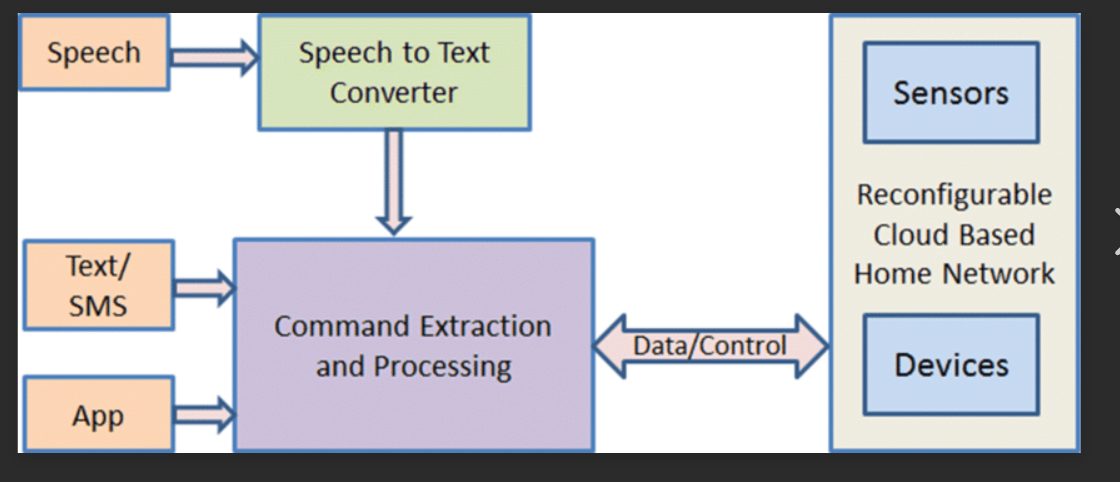 Speech
Speech to Text
Converter
Text/
SMS
App
Command Extraction
and Processing
Data/Control
Sensors
Reconfigurable
Cloud Based
Home Network
Devices